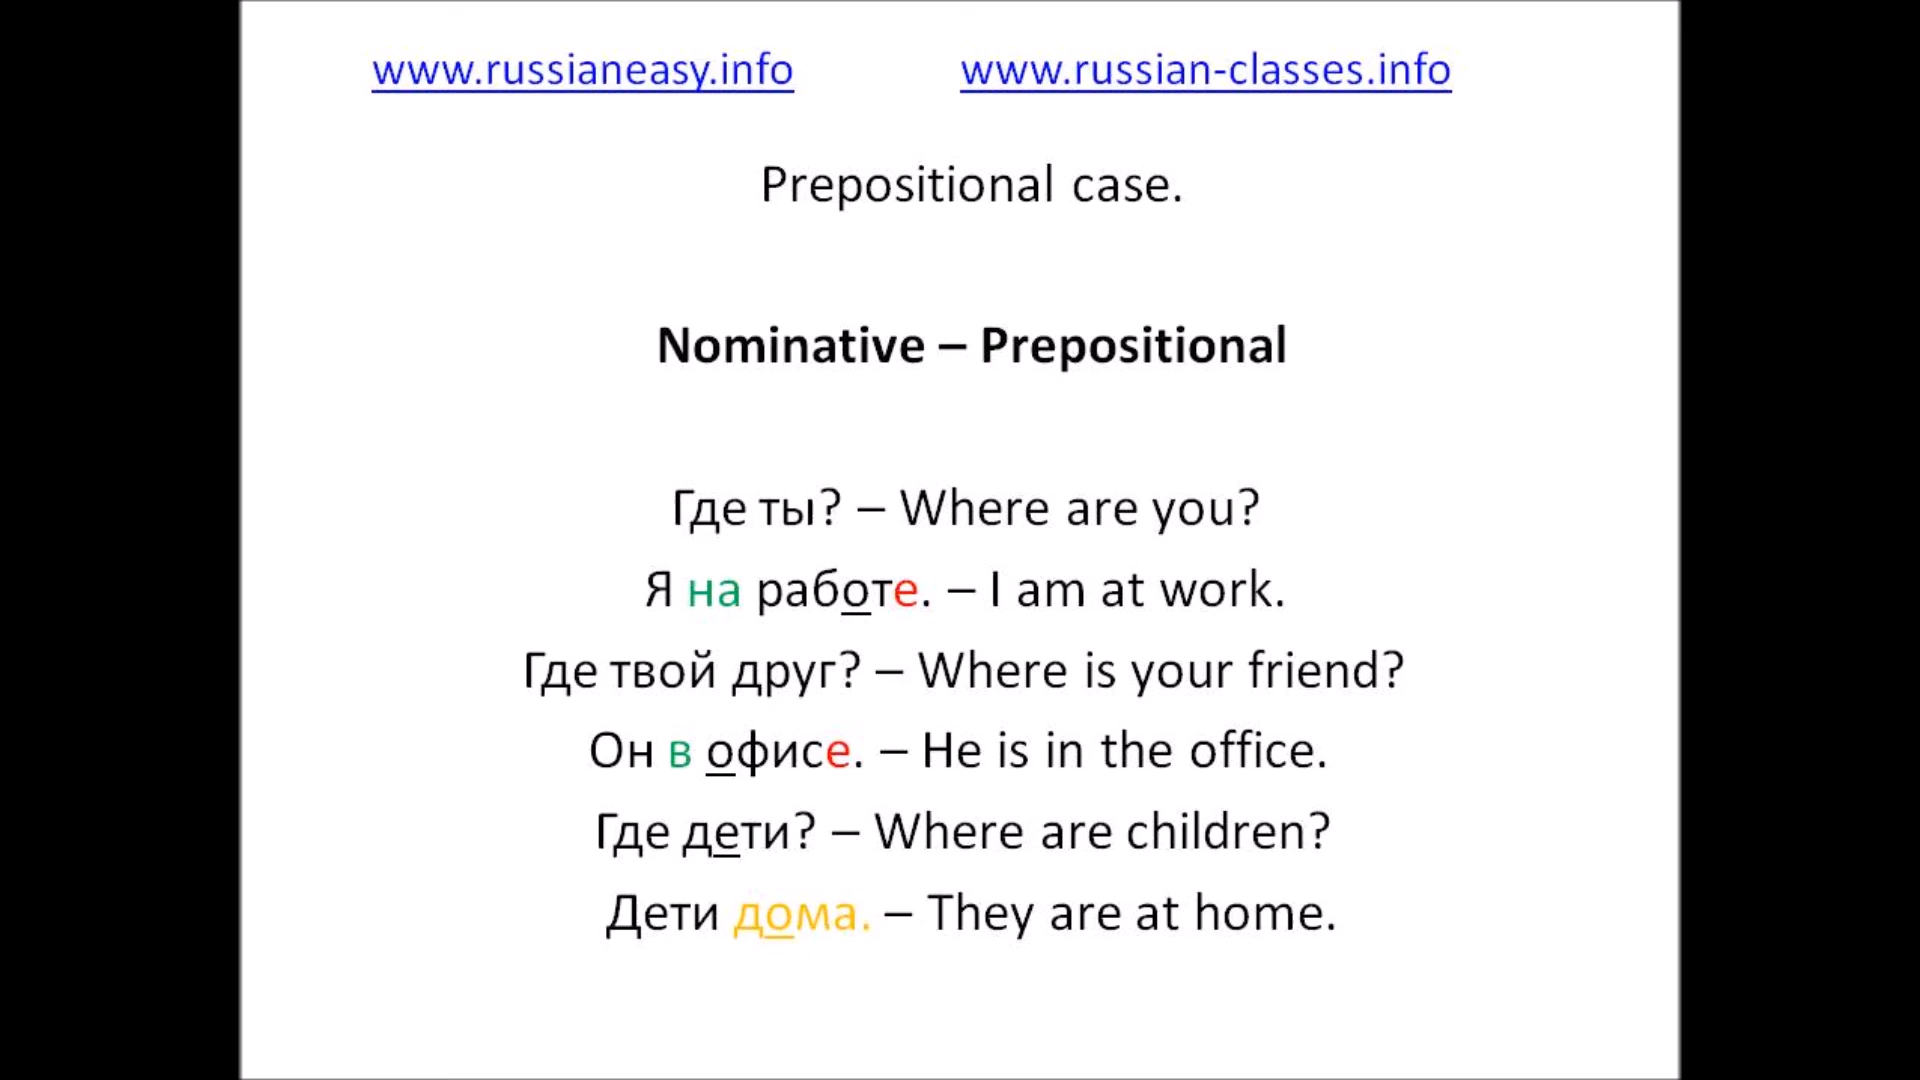 www.russianeasy.info www.russian-classes.info
Prepositional case.
Nominative – Prepositional
Где ты? – Where are you?
Я на работе. – I am at work.
Где твой друг? – Where is your friend?
Он в офисе. – He is in the office.
Где дети? – Where are children?
Дети дома. – They are at home.